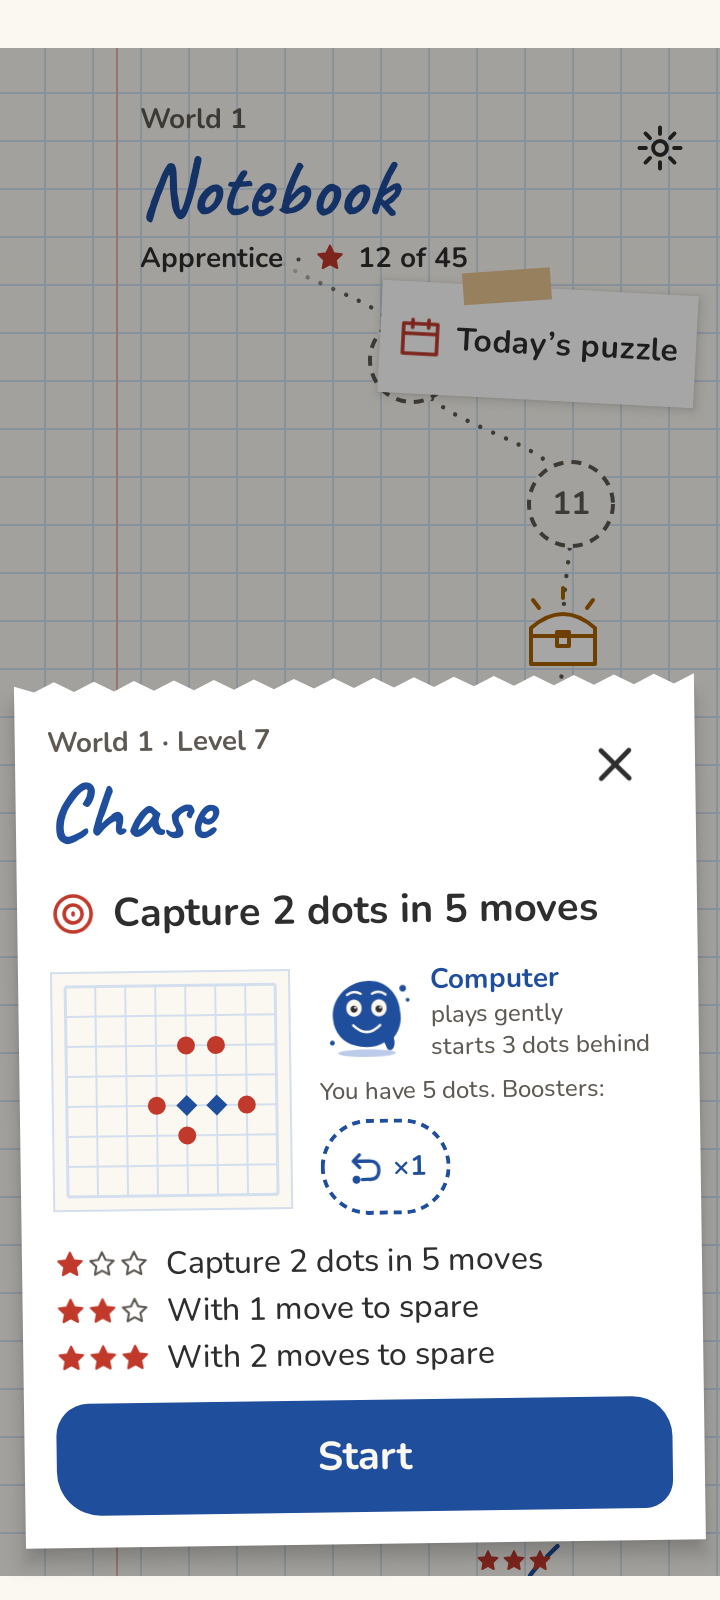 World 1
Notebook
Apprentice · 12 of 45
Today's puzzle
11
World 1 · Level 7
Chase
Capture 2 dots in 5 moves
Computer
plays gently
starts 3 dots behind
You have 5 dots. Boosters:
×1
Capture 2 dots in 5 moves
With 1 move to spare
With 2 moves to spare
Start